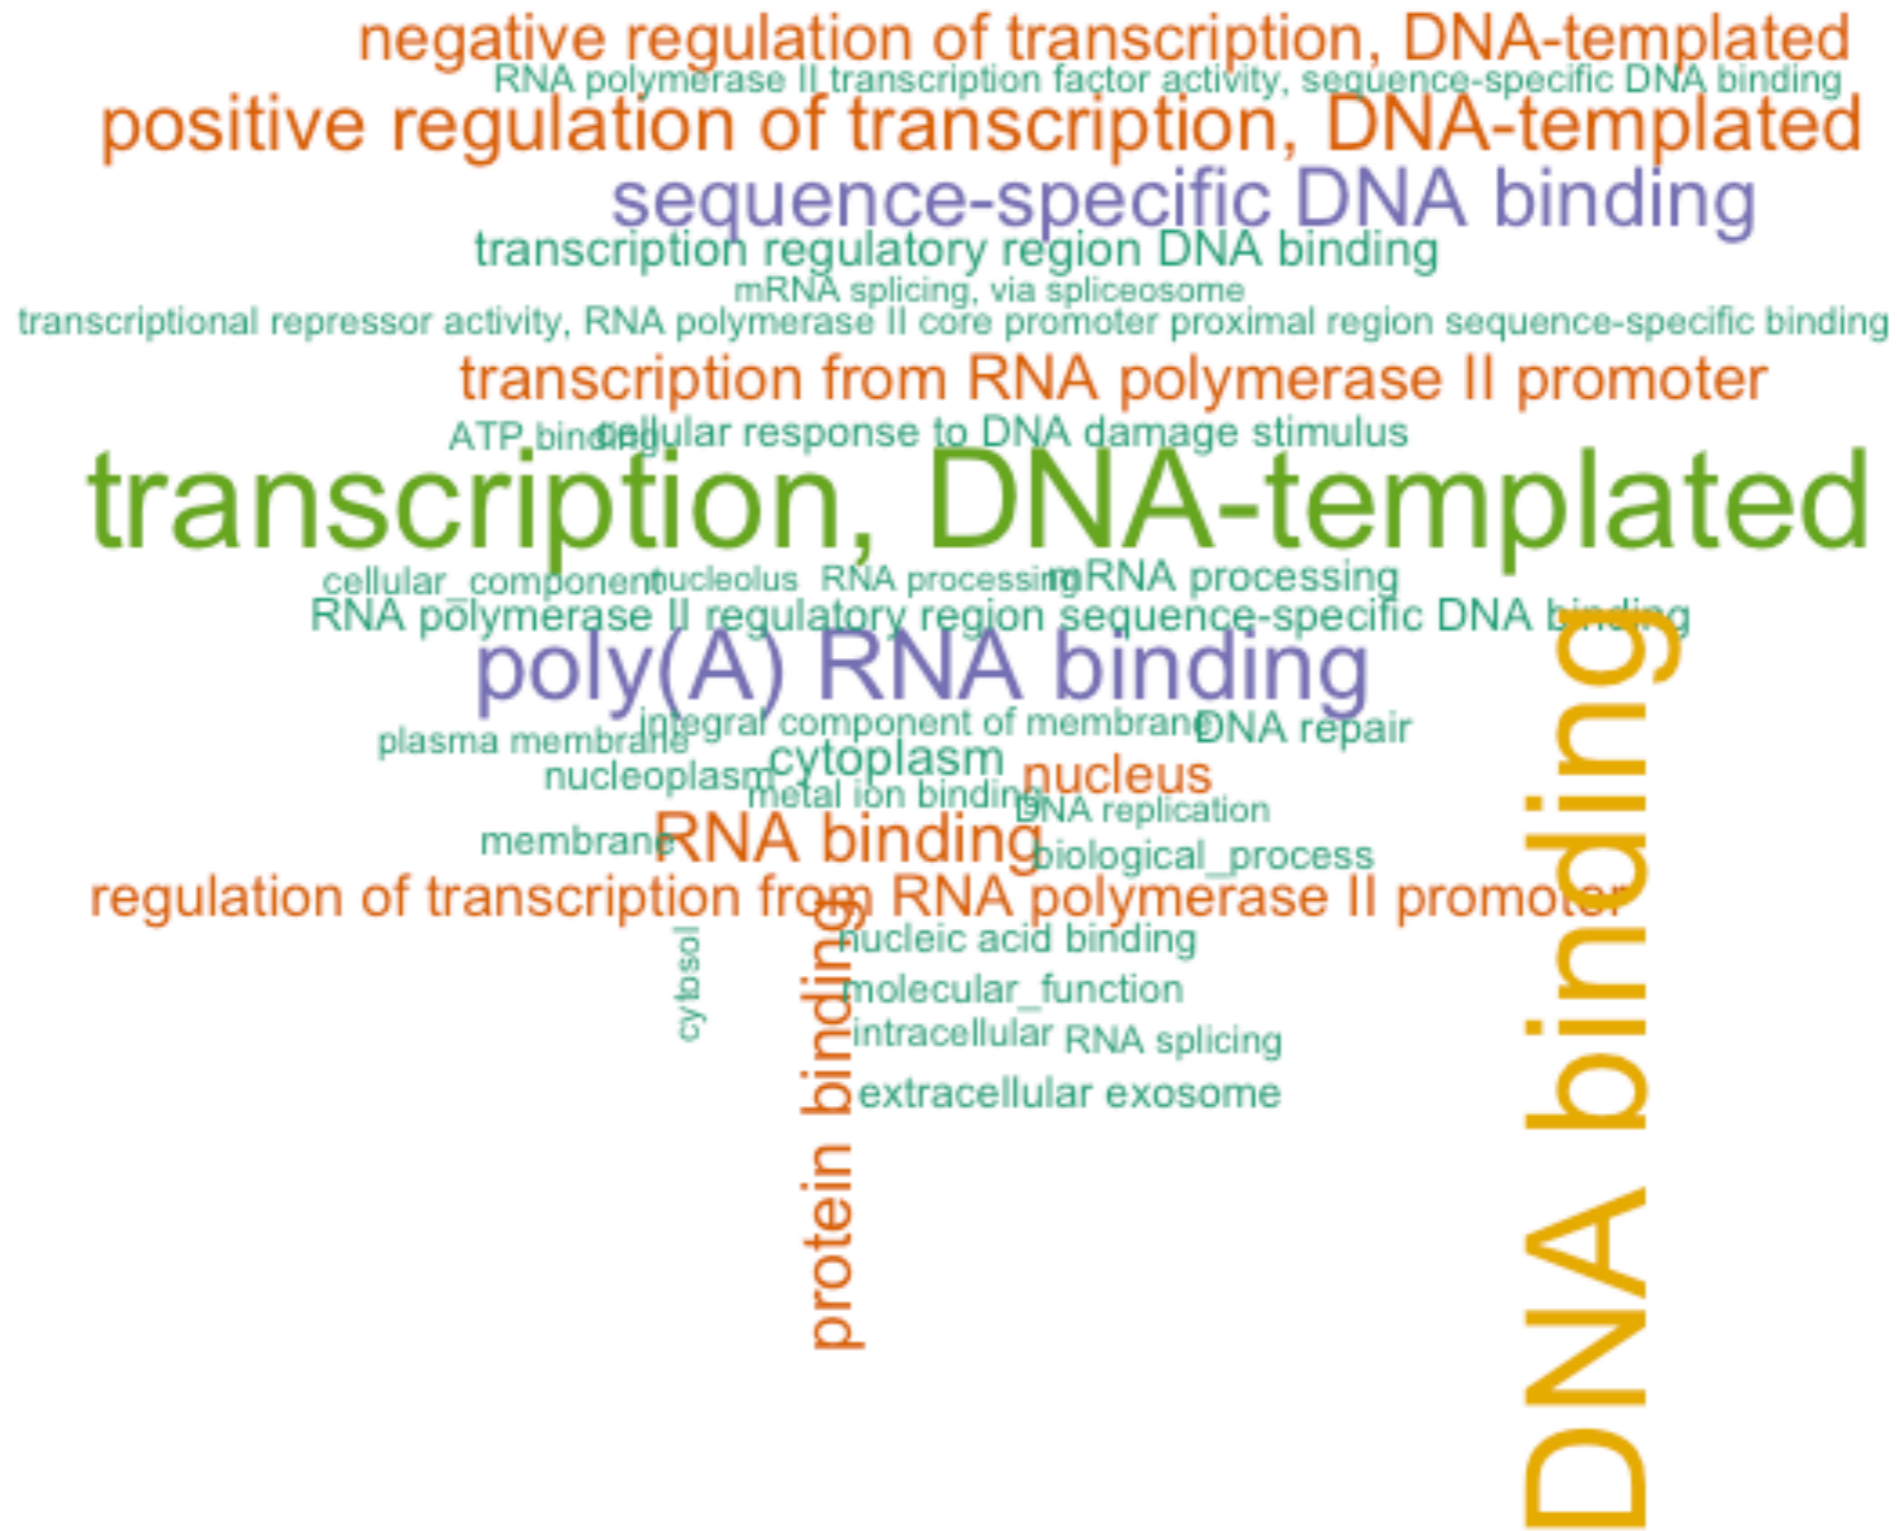 negative regulation of transcription, DNA-templated
RNA polymerase II transcription factor activity, sequence-specific DNA binding
positive regulation of transcription, DNA-templated
sequence-specific DNA binding
transcription regulatory region DNA binding
mRNA splicing, via spliceosome
transcriptional repressor activity, RNA polymerase II core promoter proximal region sequence-specific binding
transcription from RNA polymerase II promoter
ATP binding
cellular response to DNA damage stimulus
transcription, DNA-templated
cellular_component
nucleolus
RNA processing
mRNA processing
RNA polymerase II regulatory region sequence-specific DNA binding
poly(A) RNA binding
integral component of membrane
DNA repair
plasma membrane
cytoplasm
nucleoplasm
nucleus
metal ion binding
DNA replication
membrane
RNA binding
biological_process
regulation of transcription from RNA polymerase II promoter
cytosol
protein binding
nucleic acid binding
molecular_function
intracellular
RNA splicing
extracellular exosome
DNA binding